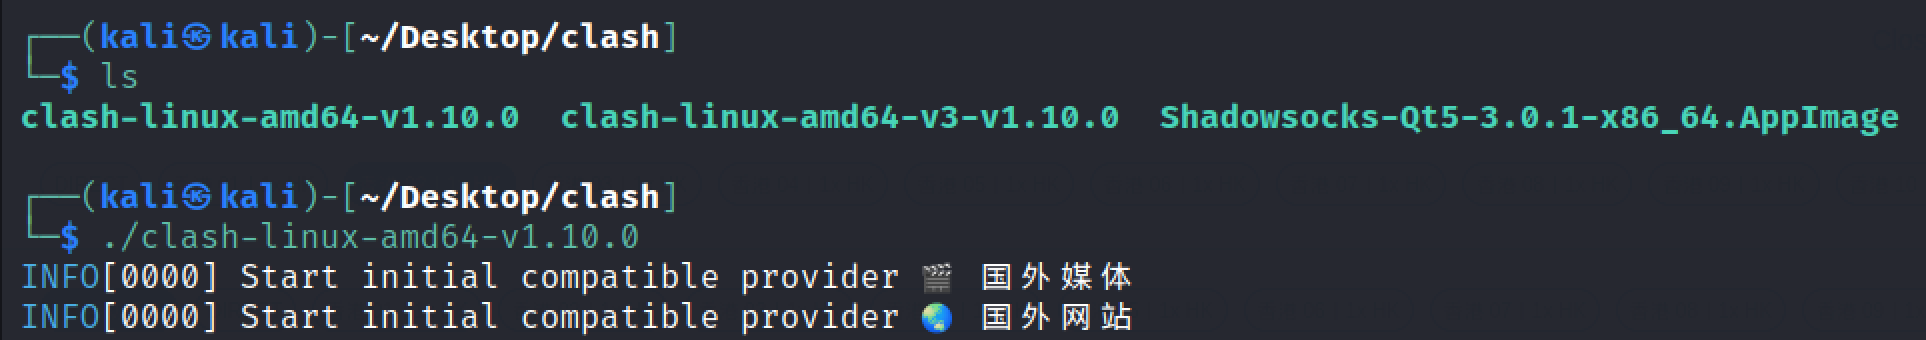 ┌──(kali㉿kali)-[~/Desktop/clash]
└─$ ls
clash-linux-amd64-v1.10.0  clash-linux-amd64-v3-v1.10.0  Shadowsocks-Qt5-3.0.1-x86_64.AppImage
┌──(kali㉿kali)-[~/Desktop/clash]
└─$ ./clash-linux-amd64-v1.10.0
INFO[0000] Start initial compatible provider 🎬 国外媒体
INFO[0000] Start initial compatible provider 🌏 国外网站